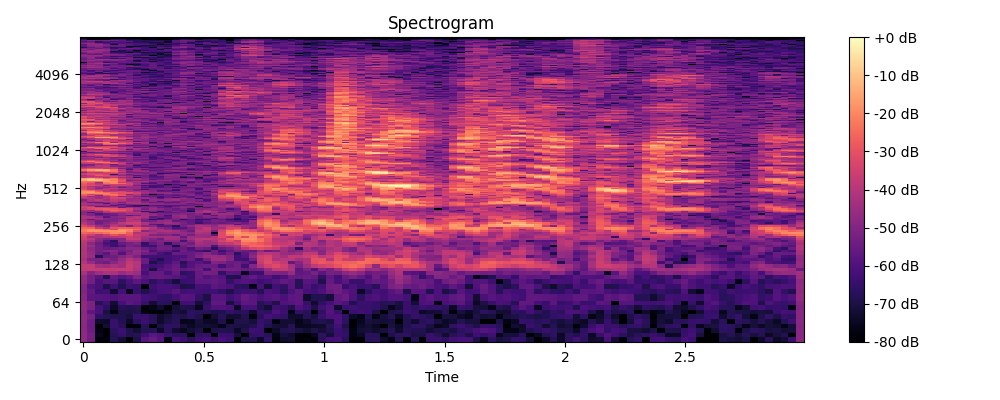 Spectrogram
Hz
4096
2048
1024
512
256
128
64
0
0
0.5
1
1.5
2
2.5
Time
+0 dB
-10 dB
-20 dB
-30 dB
-40 dB
-50 dB
-60 dB
-70 dB
-80 dB